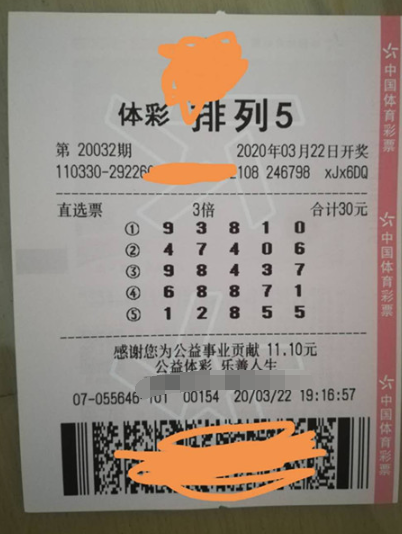 体彩 排列5
第 20032期 2020年03月22日开奖
110330-29226 108 246798 xJx6DQ
直选票 3倍 合计30元
① 9 3 8 1 0
② 4 7 4 0 6
③ 9 8 4 3 7
④ 6 8 8 7 1
⑤ 1 2 8 5 5
感谢您为公益事业贡献 11.10元
公益体彩 乐善人生
07-055646-101 00154 20/03/22 19:16:57
中国体育彩票
中国体育彩票
中国体育彩票